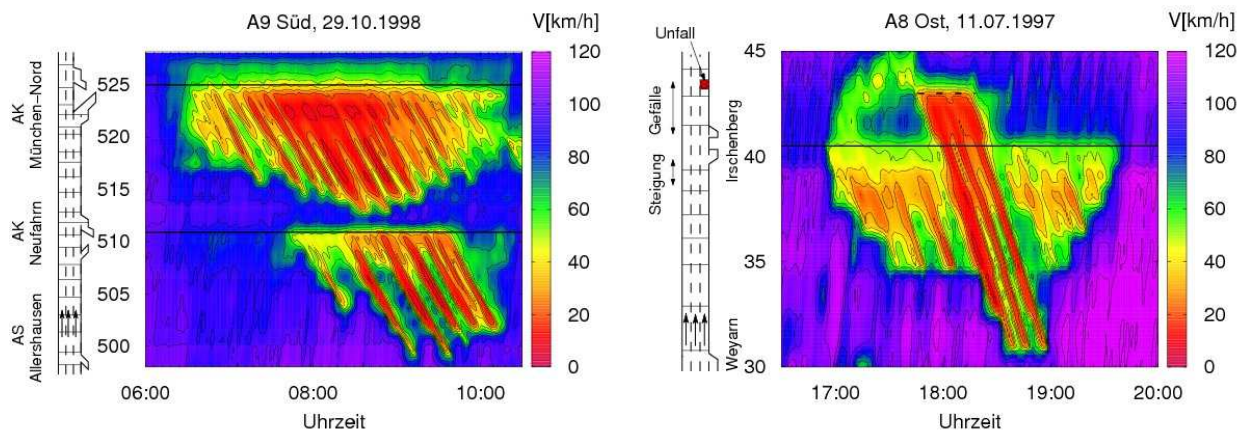 A9 Süd, 29.10.1998
V[km/h]
AK
München-Nord
AK
Neufahrn
AS
Allershausen
525
520
515
510
505
500
120
100
80
60
40
20
0
06:00
08:00
10:00
Uhrzeit
A8 Ost, 11.07.1997
V[km/h]
Unfall
Gefälle
Steigung
Irschenberg
Weyarn
45
40
35
30
120
100
80
60
40
20
0
17:00
18:00
19:00
20:00
Uhrzeit